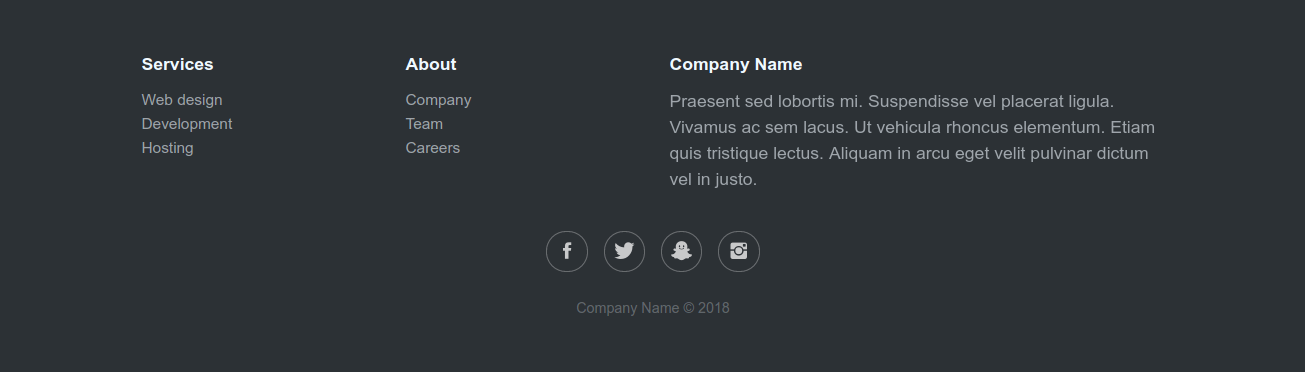 Services
Web design
Development
Hosting
About
Company
Team
Careers
Company Name
Praesent sed lobortis mi. Suspendisse vel placerat ligula.
Vivamus ac sem lacus. Ut vehicula rhoncus elementum. Etiam
quis tristique lectus. Aliquam in arcu eget velit pulvinar dictum
vel in justo.
Company Name © 2018